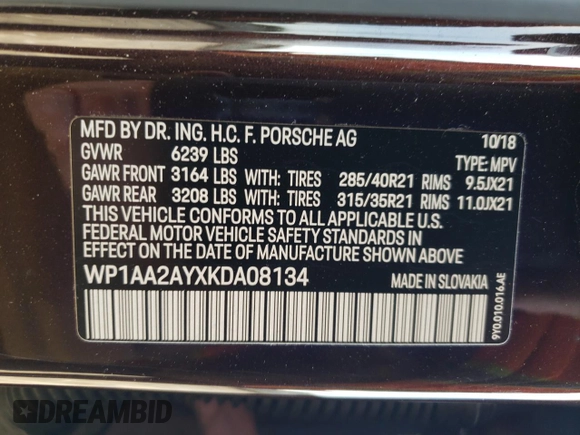 MFD BY DR. ING. H.C. F. PORSCHE AG 10/18
GVWR 6239 LBS TYPE: MPV
GAWR FRONT 3164 LBS WITH: TIRES 285/40R21 RIMS 9.5JX21
GAWR REAR 3208 LBS WITH: TIRES 315/35R21 RIMS 11.0JX21
THIS VEHICLE CONFORMS TO ALL APPLICABLE U.S.
FEDERAL MOTOR VEHICLE SAFETY STANDARDS IN
EFFECT ON THE DATE OF MANUFACTURE SHOWN ABOVE
WP1AA2AYXKDA08134 MADE IN SLOVAKIA
9Y0.010.016.AE
DREAMBID